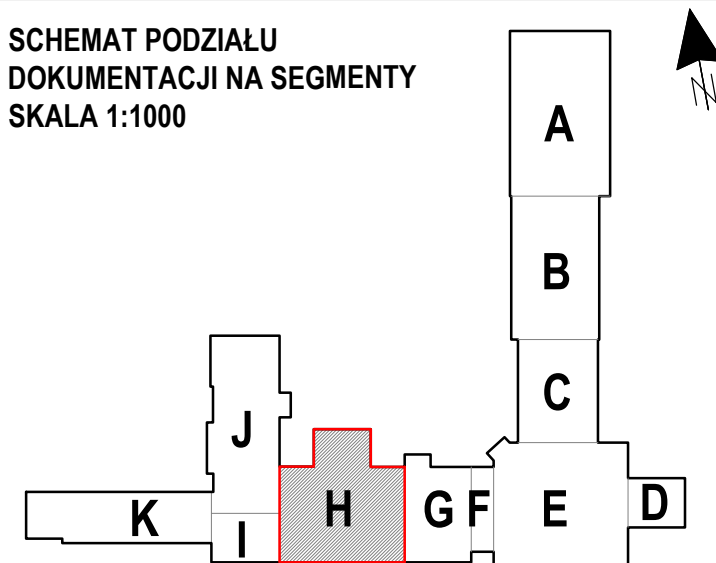 SCHEMAT PODZIAŁU
DOKUMENTACJI NA SEGMENTY
SKALA 1:1000
N
A
B
C
J
K
I
H
G
F
E
D